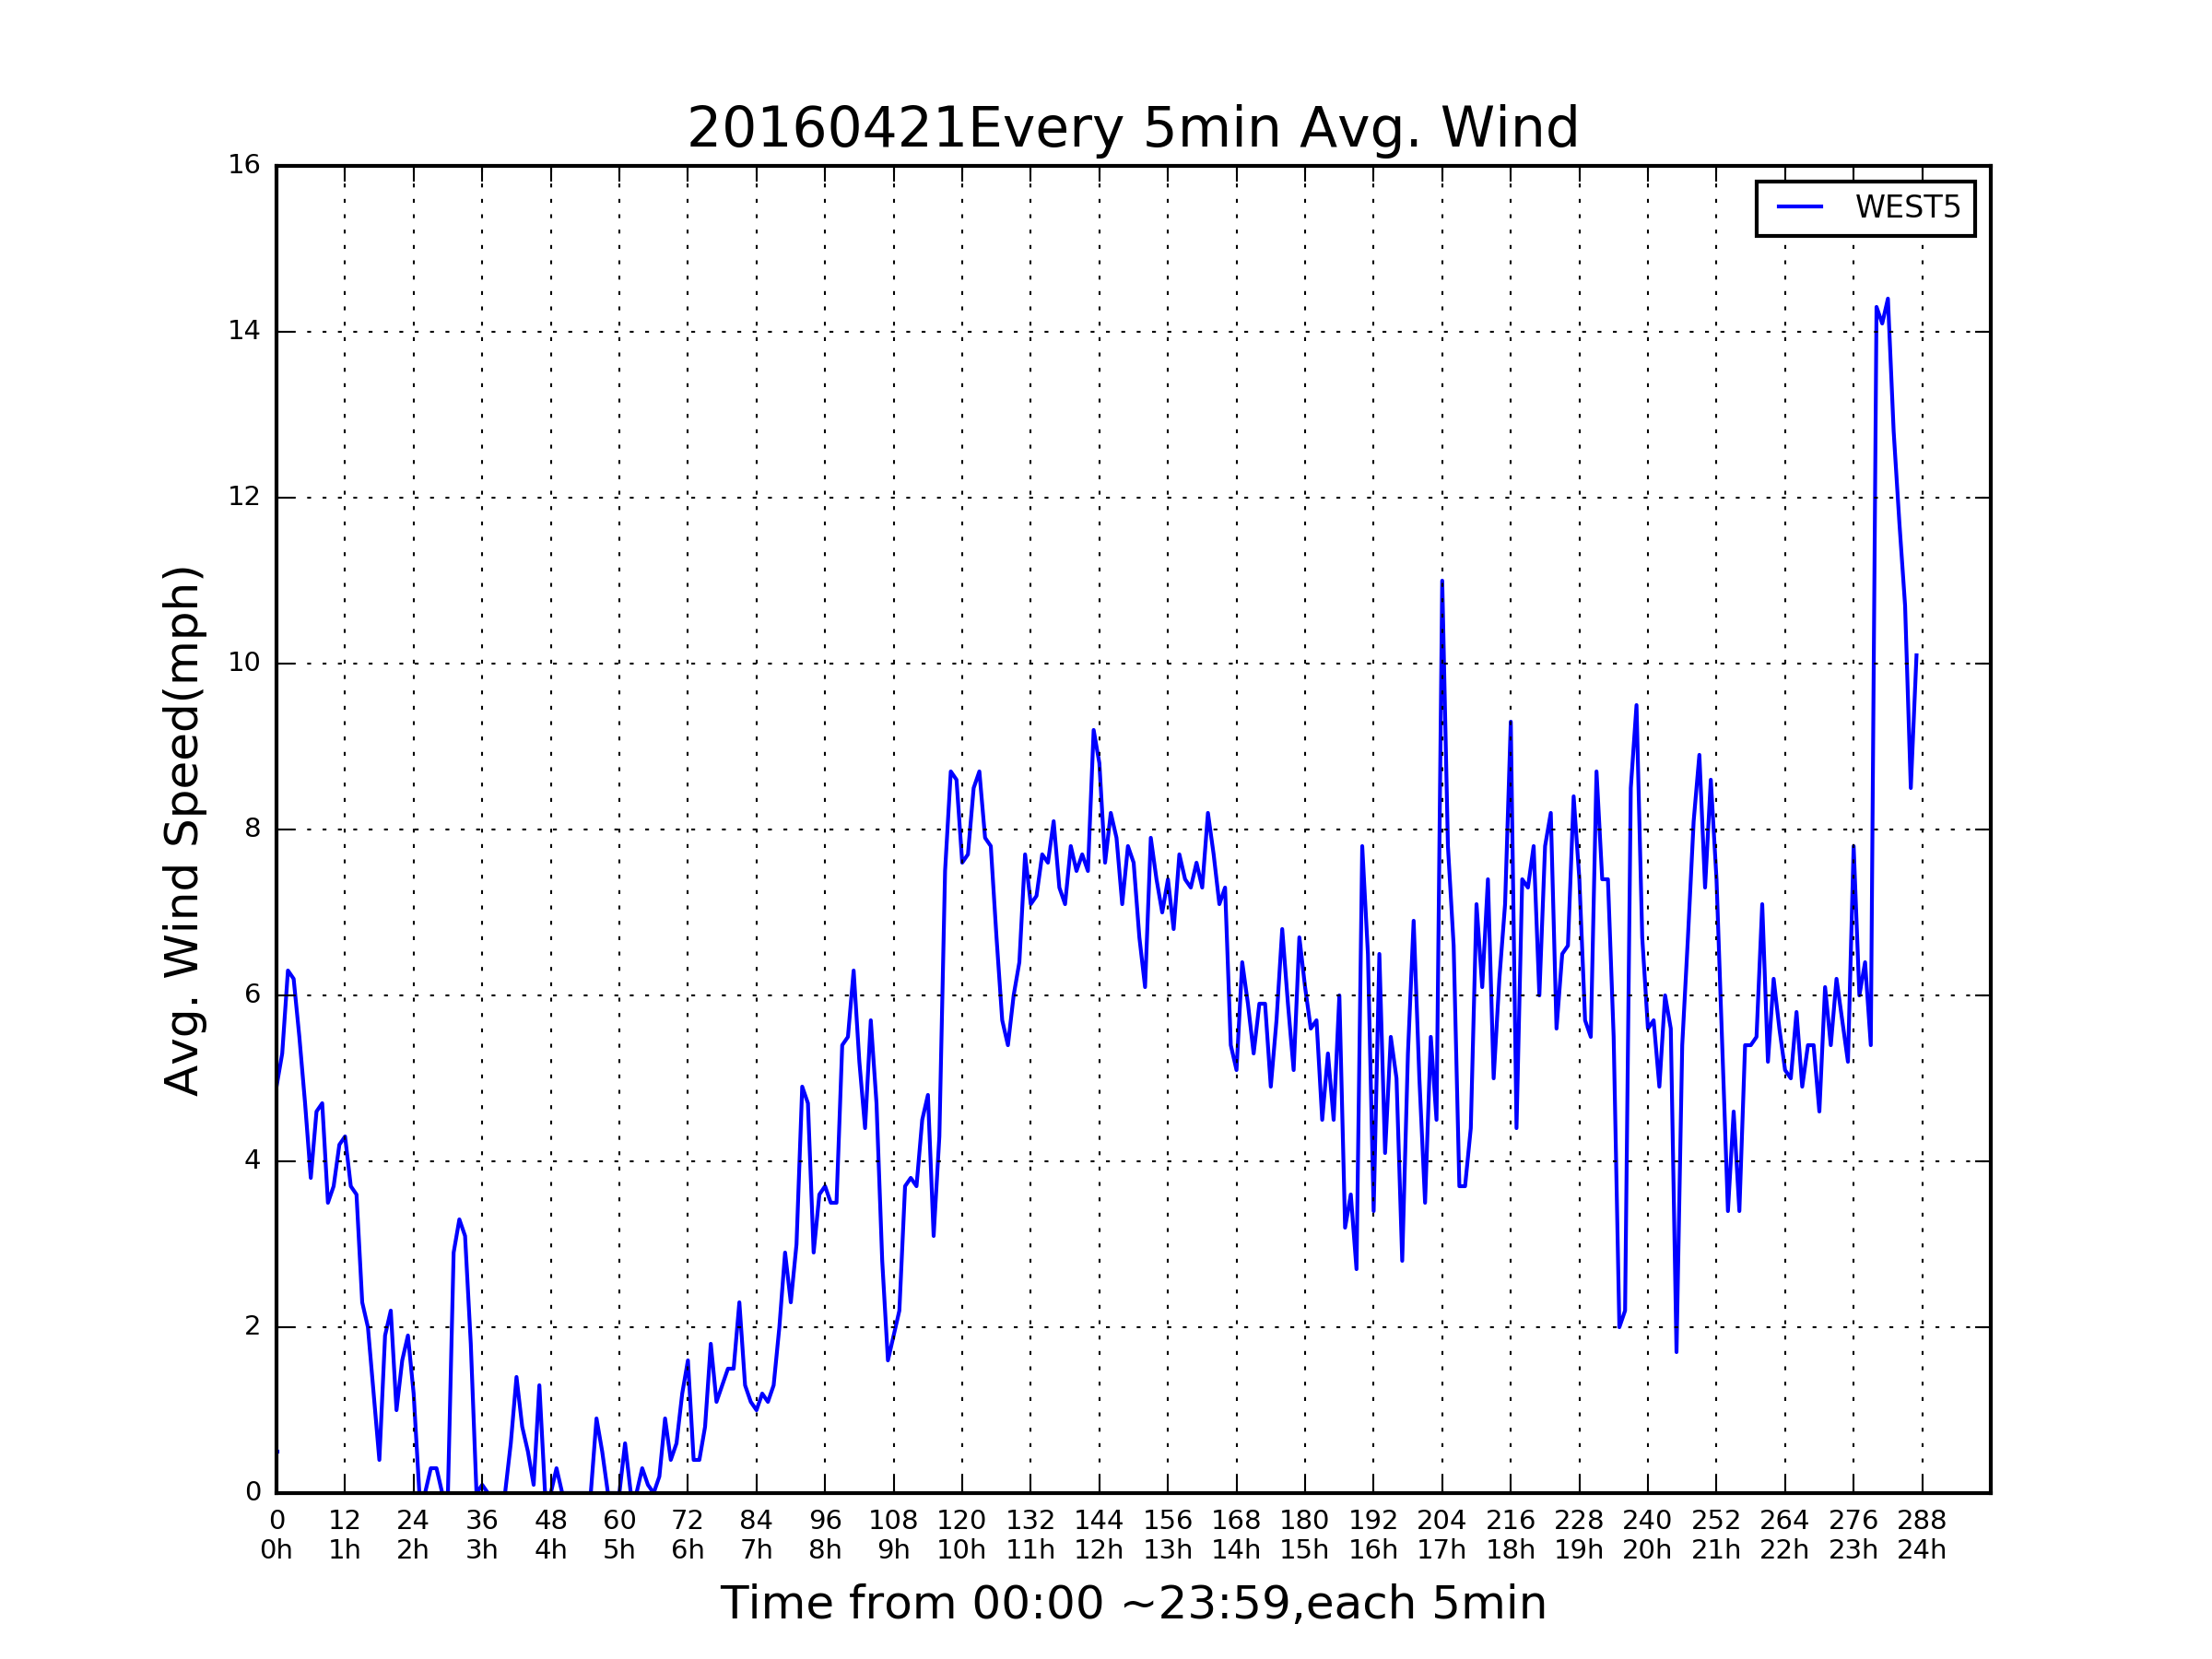 20160421Every 5min Avg. Wind
WEST5
Avg. Wind Speed(mph)
16
14
12
10
8
6
4
2
0
0 12 24 36 48 60 72 84 96 108 120 132 144 156 168 180 192 204 216 228 240 252 264 276 288
0h 1h 2h 3h 4h 5h 6h 7h 8h 9h 10h 11h 12h 13h 14h 15h 16h 17h 18h 19h 20h 21h 22h 23h 24h
Time from 00:00 ~23:59,each 5min